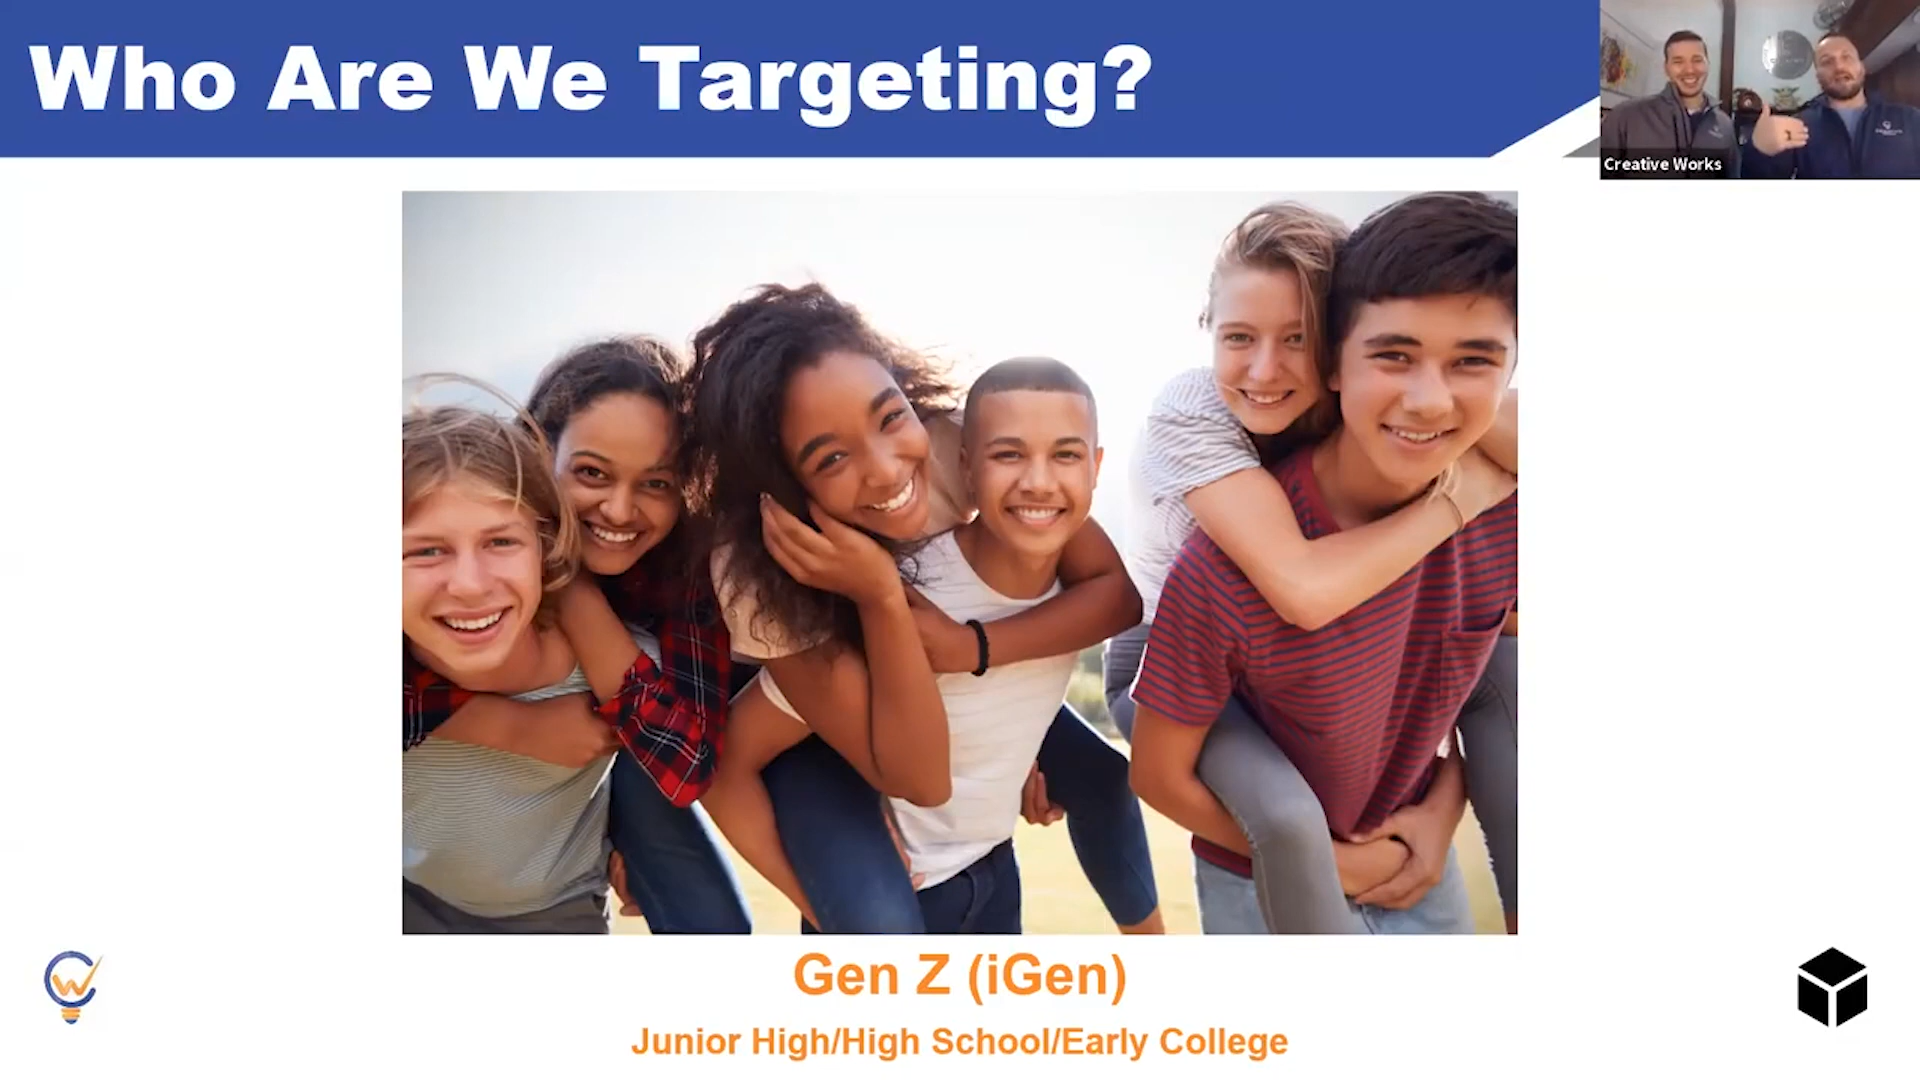 Who Are We Targeting?
Creative Works
Gen Z (iGen)
Junior High/High School/Early College